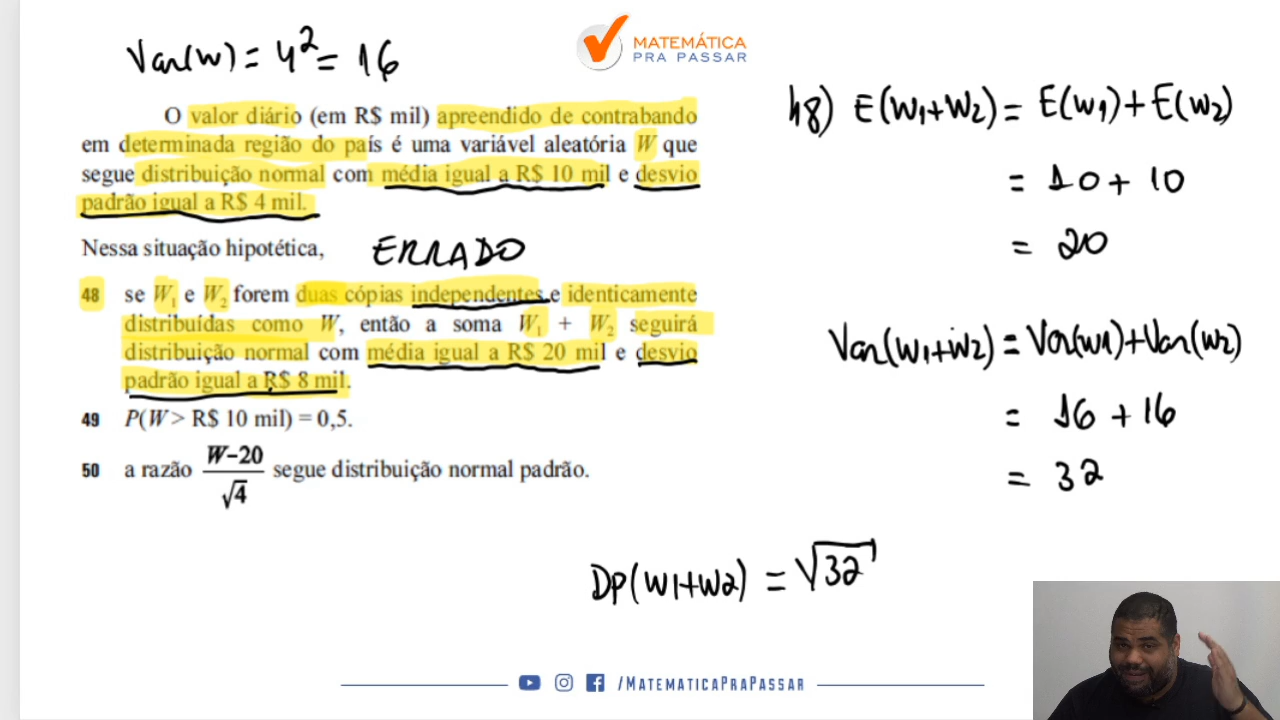 Var(W) = 4² = 16
MATEMÁTICA
PRA PASSAR
O valor diário (em R$ mil) apreendido de contrabando
em determinada região do país é uma variável aleatória W que
segue distribuição normal com média igual a R$ 10 mil e desvio
padrão igual a R$ 4 mil.
Nessa situação hipotética,
ERRADO
48 se W₁ e W₂ forem duas cópias independentes e identicamente
distribuídas como W, então a soma W₁ + W₂ seguirá
distribuição normal com média igual a R$ 20 mil e desvio
padrão igual a R$ 8 mil.
49 P(W > R$ 10 mil) = 0,5.
50 a razão W–20/√4 segue distribuição normal padrão.
48) E(W1+W2) = E(W1) + E(W2)
= 10 + 10
= 20
Var(W1+W2) = Var(W1)+Var(W2)
= 16 + 16
= 32
Dp(W1+W2) = √32
/MATEMATICAPRAPASSAR